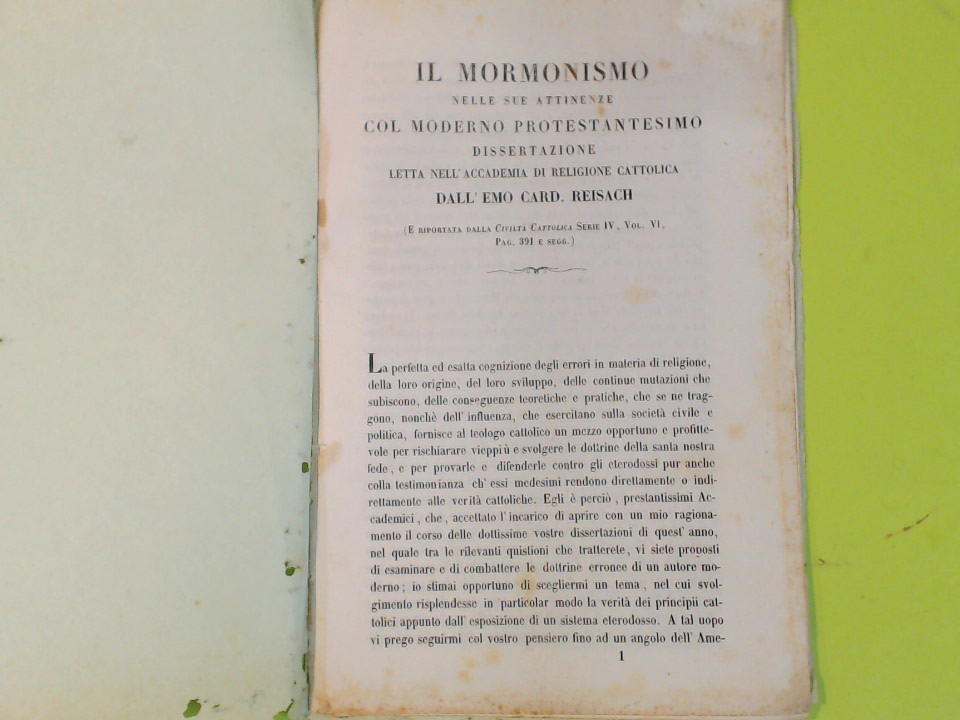 IL MORMONISMO
NELLE SUE ATTINENZE
COL MODERNO PROTESTANTESIMO
DISSERTAZIONE
LETTA NELL'ACCADEMIA DI RELIGIONE CATTOLICA
DALL' EMO CARD. REISACH
(E RIPORTATA DALLA CIVILTÀ CATTOLICA SERIE IV, VOL. VI,
PAG. 391 E SEGG.)
La perfetta ed esatta cognizione degli errori in materia di religione,
della loro origine, del loro sviluppo, delle continue mutazioni che
subiscono, delle conseguenze teoretiche e pratiche, che se ne trag-
gono, nonchè dell' influenza, che esercitano sulla società civile e
politica, fornisce al teologo cattolico un mezzo opportuno e profitte-
vole per rischiarare vieppiù e svolgere le dottrine della santa nostra
fede, e per provarle e difenderle contro gli eterodossi pur anche
colla testimonianza ch' essi medesimi rendono direttamente o indi-
rettamente alle verità cattoliche. Egli è perciò, prestantissimi Ac-
cademici, che, accettato l'incarico di aprire con un mio ragiona-
mento il corso delle dottissime vostre dissertazioni di quest' anno,
nel quale tra le rilevanti quistioni che tratterete, vi siete proposti
di esaminare e di combattere le dottrine erronee di un autore mo-
derno; io stimai opportuno di scegliermi un tema, nel cui svol-
gimento risplendesse in particolar modo la verità dei principii cat-
tolici appunto dall' esposizione di un sistema eterodosso. A tal uopo
vi prego seguirmi col vostro pensiero fino ad un angolo dell' Ame-
1